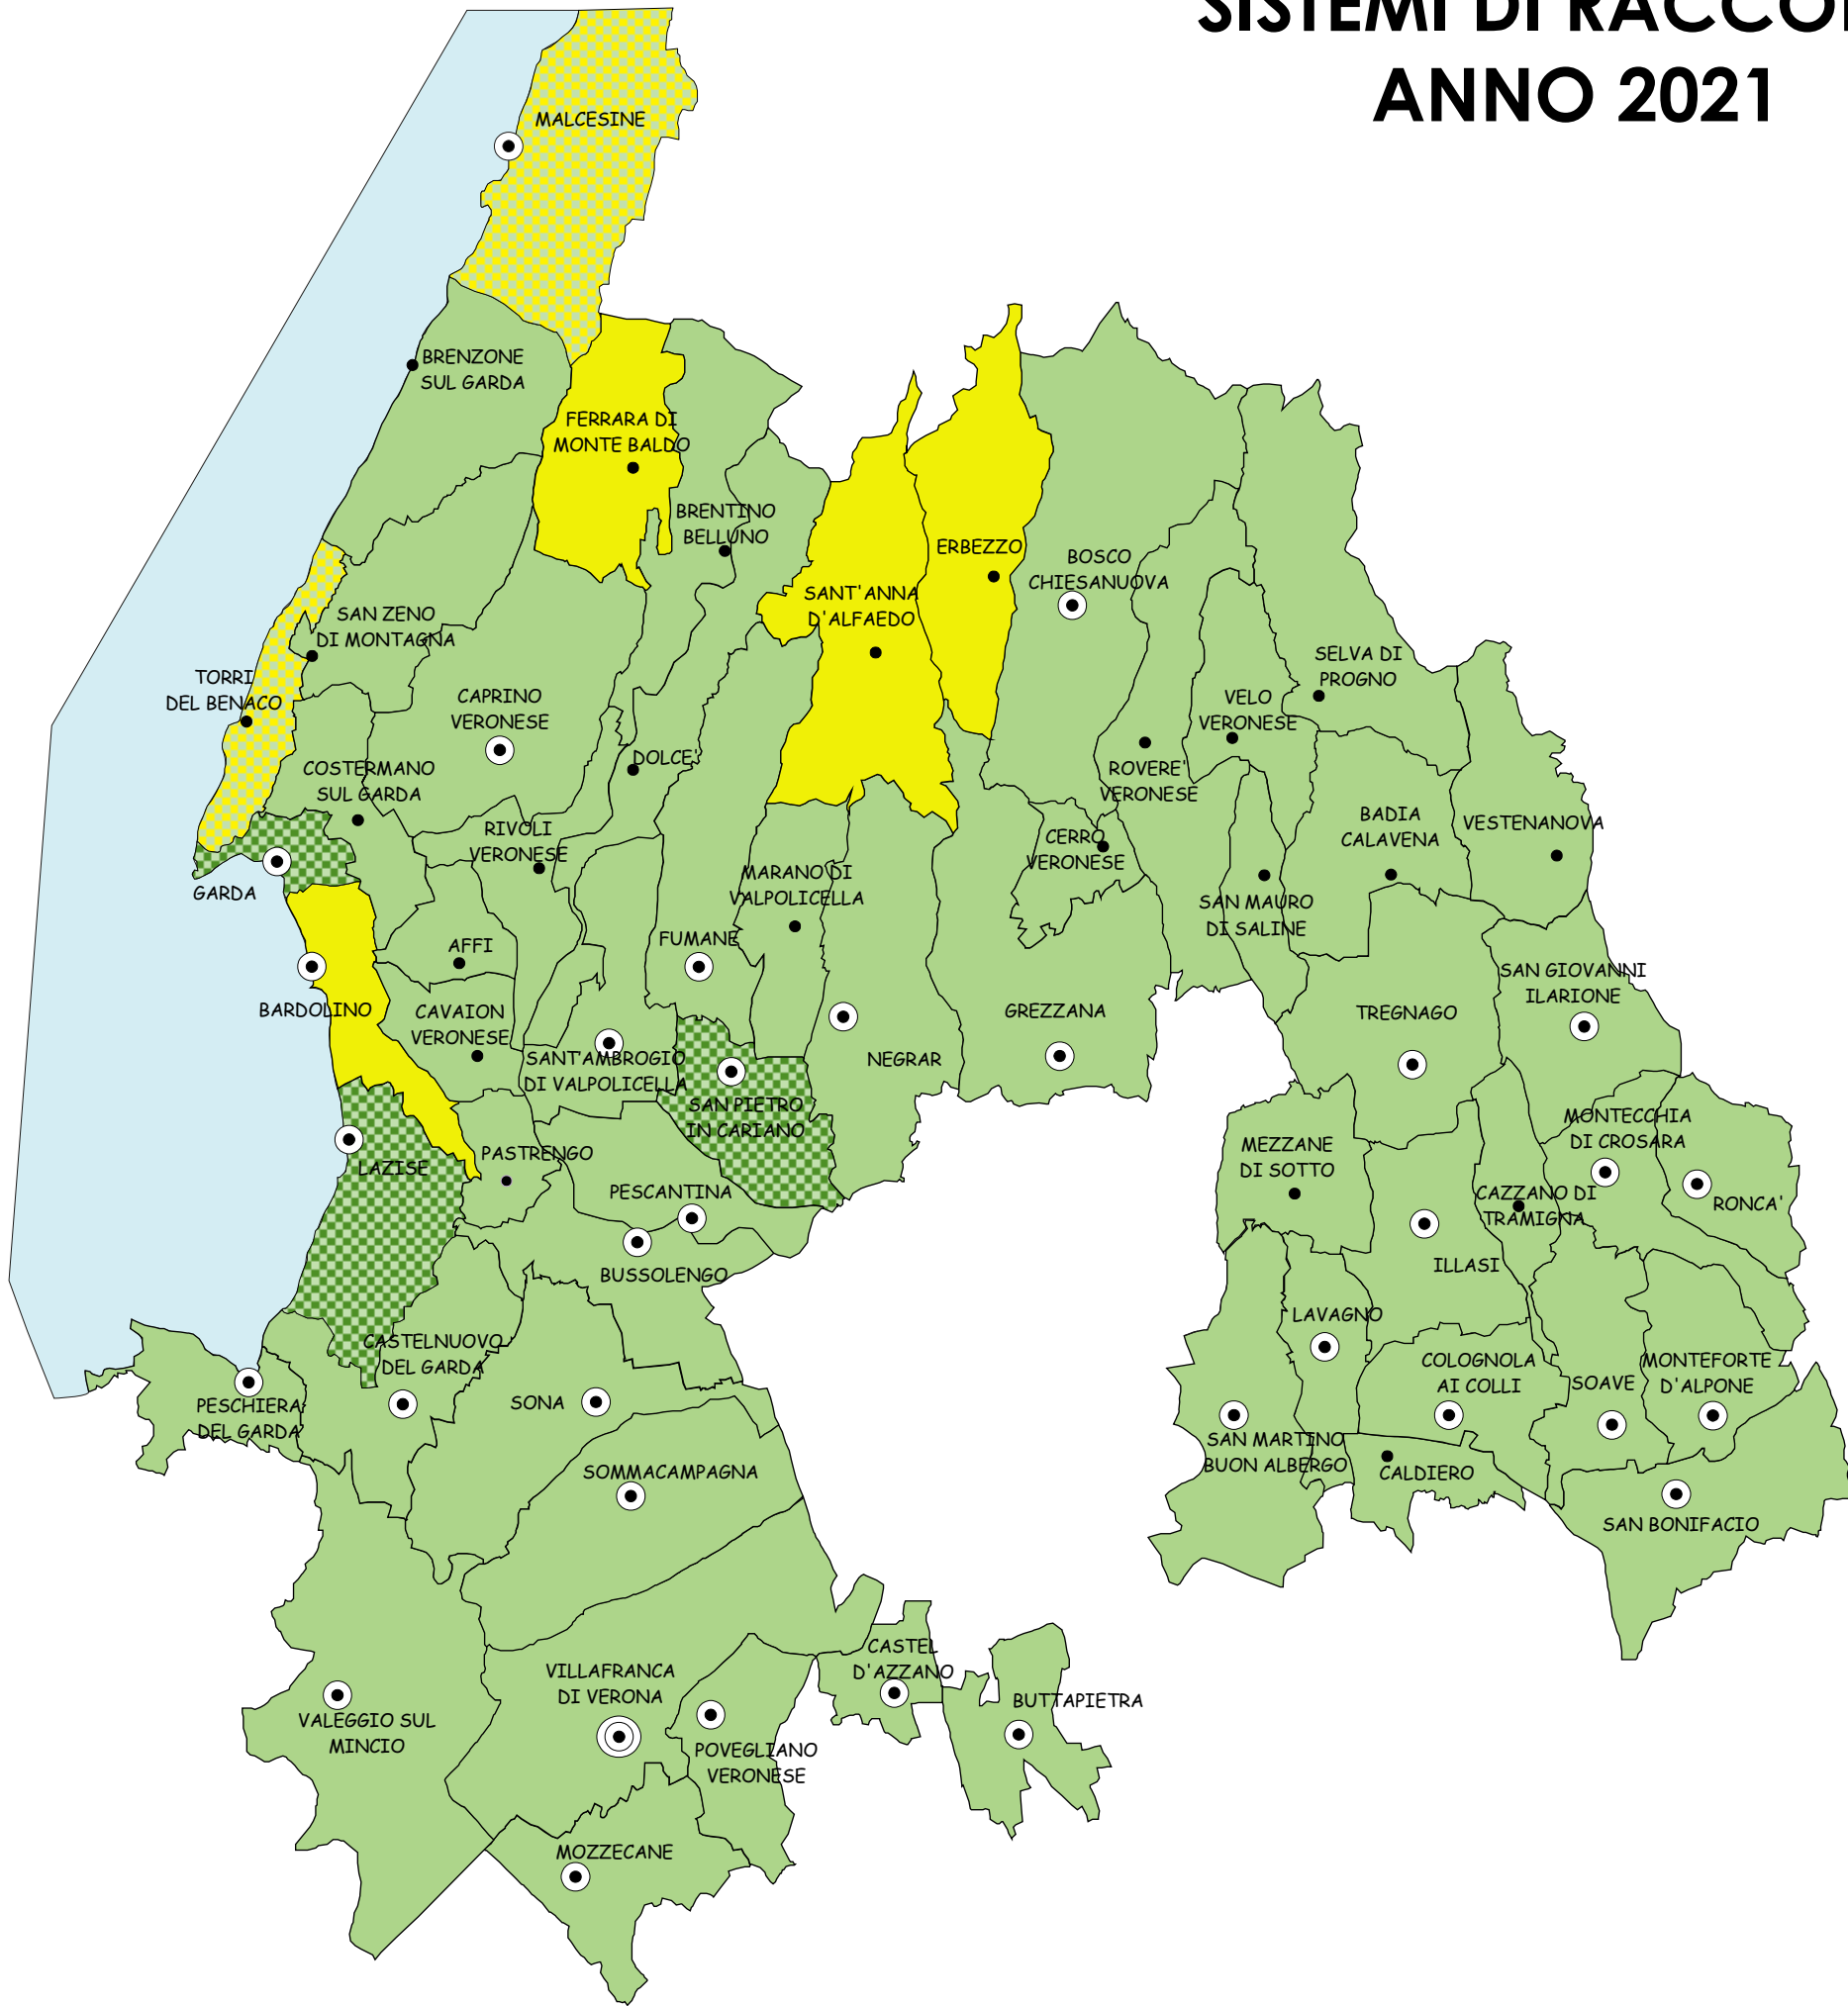 SISTEMI DI RACCOL
ANNO 2021
MALCESINE
BRENZONE
SUL GARDA
FERRARA DI
MONTE BALDO
BRENTINO
BELLUNO
SANT'ANNA
D'ALFAEDO
ERBEZZO
BOSCO
CHIESANUOVA
SAN ZENO
DI MONTAGNA
TORRI
DEL BENACO
CAPRINO
VERONESE
SELVA DI
PROGNO
VELO
VERONESE
DOLCE'
COSTERMANO
SUL GARDA
ROVERE'
VERONESE
RIVOLI
VERONESE
CERRO
VERONESE
BADIA
CALAVENA
VESTENANOVA
GARDA
MARANO DI
VALPOLICELLA
SAN MAURO
DI SALINE
AFFI
FUMANE
SAN GIOVANNI
ILARIONE
BARDOLINO
CAVAION
VERONESE
GREZZANA
TREGNAGO
SANT'AMBROGIO
DI VALPOLICELLA
NEGRAR
SAN PIETRO
IN CARIANO
MONTECCHIA
DI CROSARA
LAZISE
PASTRENGO
MEZZANE
DI SOTTO
PESCANTINA
CAZZANO DI
TRAMIGNA
RONCA'
BUSSOLENGO
ILLASI
LAVAGNO
CASTELNUOVO
DEL GARDA
COLOGNOLA
AI COLLI
SOAVE
MONTEFORTE
D'ALPONE
PESCHIERA
DEL GARDA
SONA
SAN MARTINO
BUON ALBERGO
CALDIERO
SOMMACAMPAGNA
SAN BONIFACIO
CASTEL
D'AZZANO
VILLAFRANCA
DI VERONA
BUTTAPIETRA
VALEGGIO SUL
MINCIO
POVEGLIANO
VERONESE
MOZZECANE